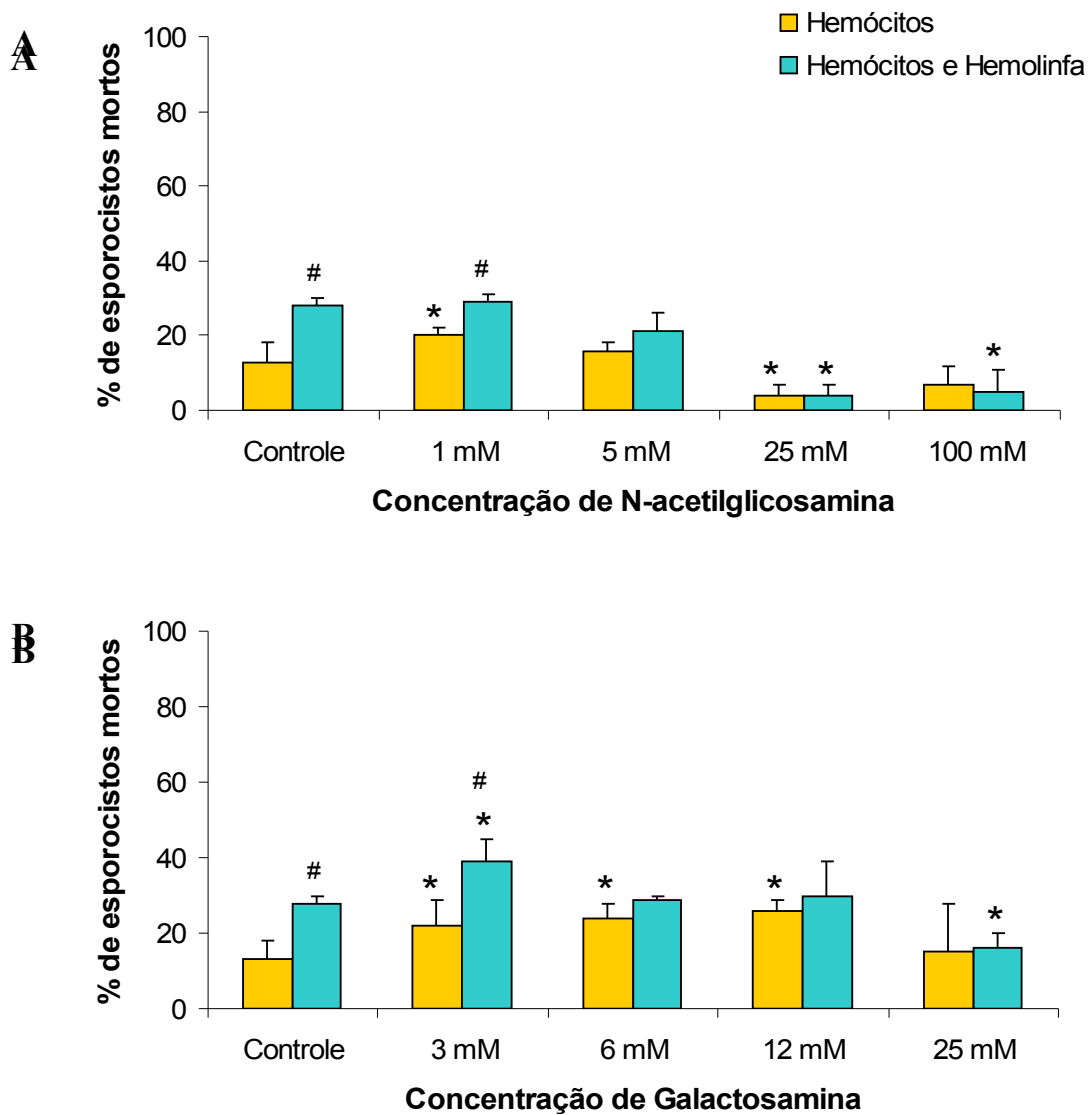 A
A
Hemócitos
Hemócitos e Hemolinfa
% de esporocistos mortos
100
80
60
40
20
0
#
#
*
*
*
*
Controle
1 mM
5 mM
25 mM
100 mM
Concentração de N-acetilglicosamina
B
B
% de esporocistos mortos
100
80
60
40
20
0
#
#
*
*
*
*
*
Controle
3 mM
6 mM
12 mM
25 mM
Concentração de Galactosamina